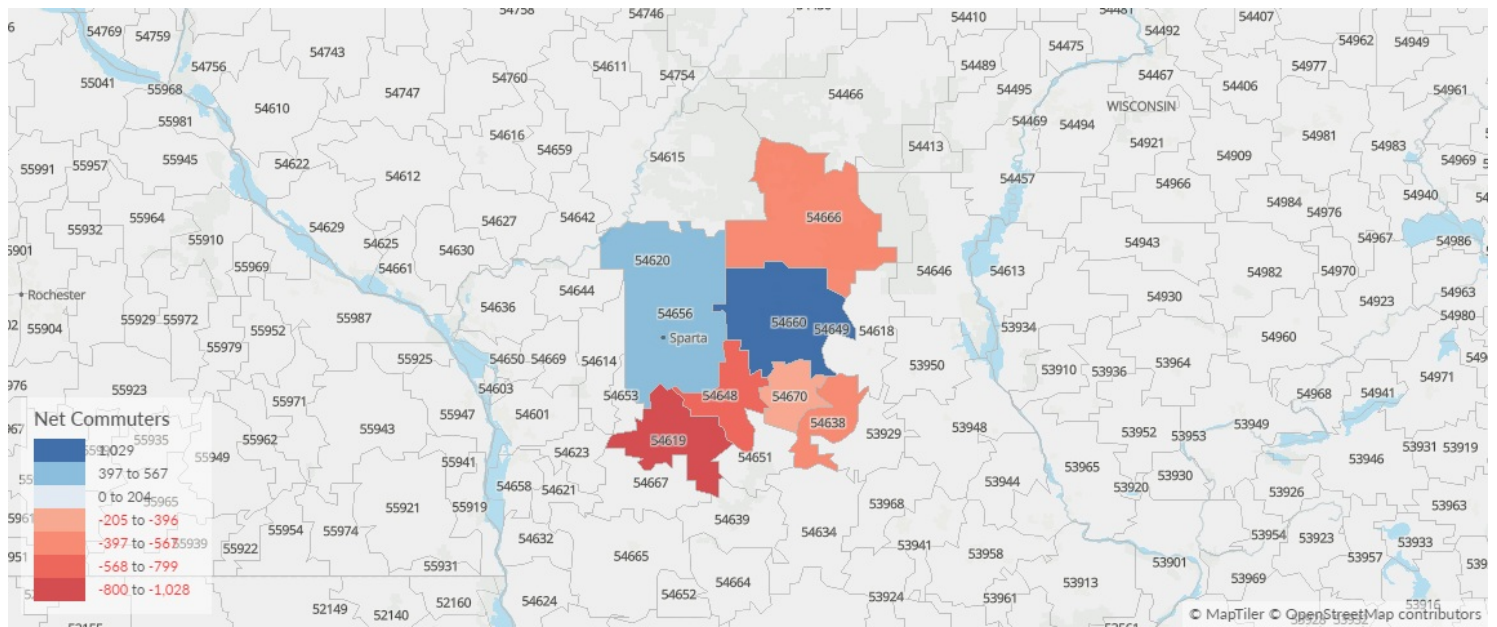 54758 54746 54410 54481 54407
54769 54759 54492
54743 54475 54962 54949
54756 54611 54489 54977
55041 54760 54754 54467
55968 54747 54466 54495 54406 54961
54610 WISCONSIN
55981 54469 54494
54616 54981
54659 54413 54921 54983
55945 54615 54909 54969
55991 55957 54622
54612 54457 54966
54940
54984
55964 54627 54642 54666 54976
55932 54629
55910 54625 54630 54943 54967 54986
5901
54620
55969 54661 54646 54613 54982 54970
Rochester 54644 54930 54923 54963
54636 54656 54980
55929 55972 55987 54660 54649 54618 53934
55904 55952 Sparta 54960
55979 55925 54650 54669 54614 53950 53910 53936 53964
54971
55923 54603 54653 54648 54670 54968 54941
55971 54947
55947 54601 54638 53949
Net Commuters 55943 54619 53929 53948 53952 53953
55935 55962 54623 54651 53931 53919
1,029 55949 55941 53946
397 to 567 54667 53965 53930
54658 54621 53944 53920 53926
0 to 204 55965 55921 55919 53968 53963
-205 to -396 54639
55954 55974 54632 54634 53954 53923
-397 to -567 55939 55922 53941 53933
54665 53958 53957
-568 to -799 55931 53901
54664 53913 53969
-800 to -1,028 52149 52140 52160 54624 54652 53924 53961 53916
© MapTiler © OpenStreetMap contributors